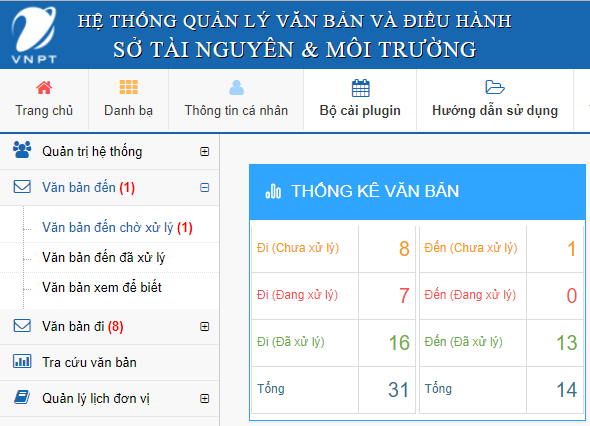 HỆ THỐNG QUẢN LÝ VĂN BẢN VÀ ĐIỀU HÀNH
SỞ TÀI NGUYÊN & MÔI TRƯỜNG
VNPT
Trang chủ
Danh bạ
Thông tin cá nhân
Bộ cài plugin
Hướng dẫn sử dụng
Quản trị hệ thống
Văn bản đến (1)
Văn bản đến chờ xử lý (1)
Văn bản đến đã xử lý
Văn bản xem để biết
Văn bản đi (8)
Tra cứu văn bản
Quản lý lịch đơn vị
THỐNG KÊ VĂN BẢN
Đi (Chưa xử lý) 8 Đến (Chưa xử lý) 1
Đi (Đang xử lý) 7 Đến (Đang xử lý) 0
Đi (Đã xử lý) 16 Đến (Đã xử lý) 13
Tổng 31 Tổng 14